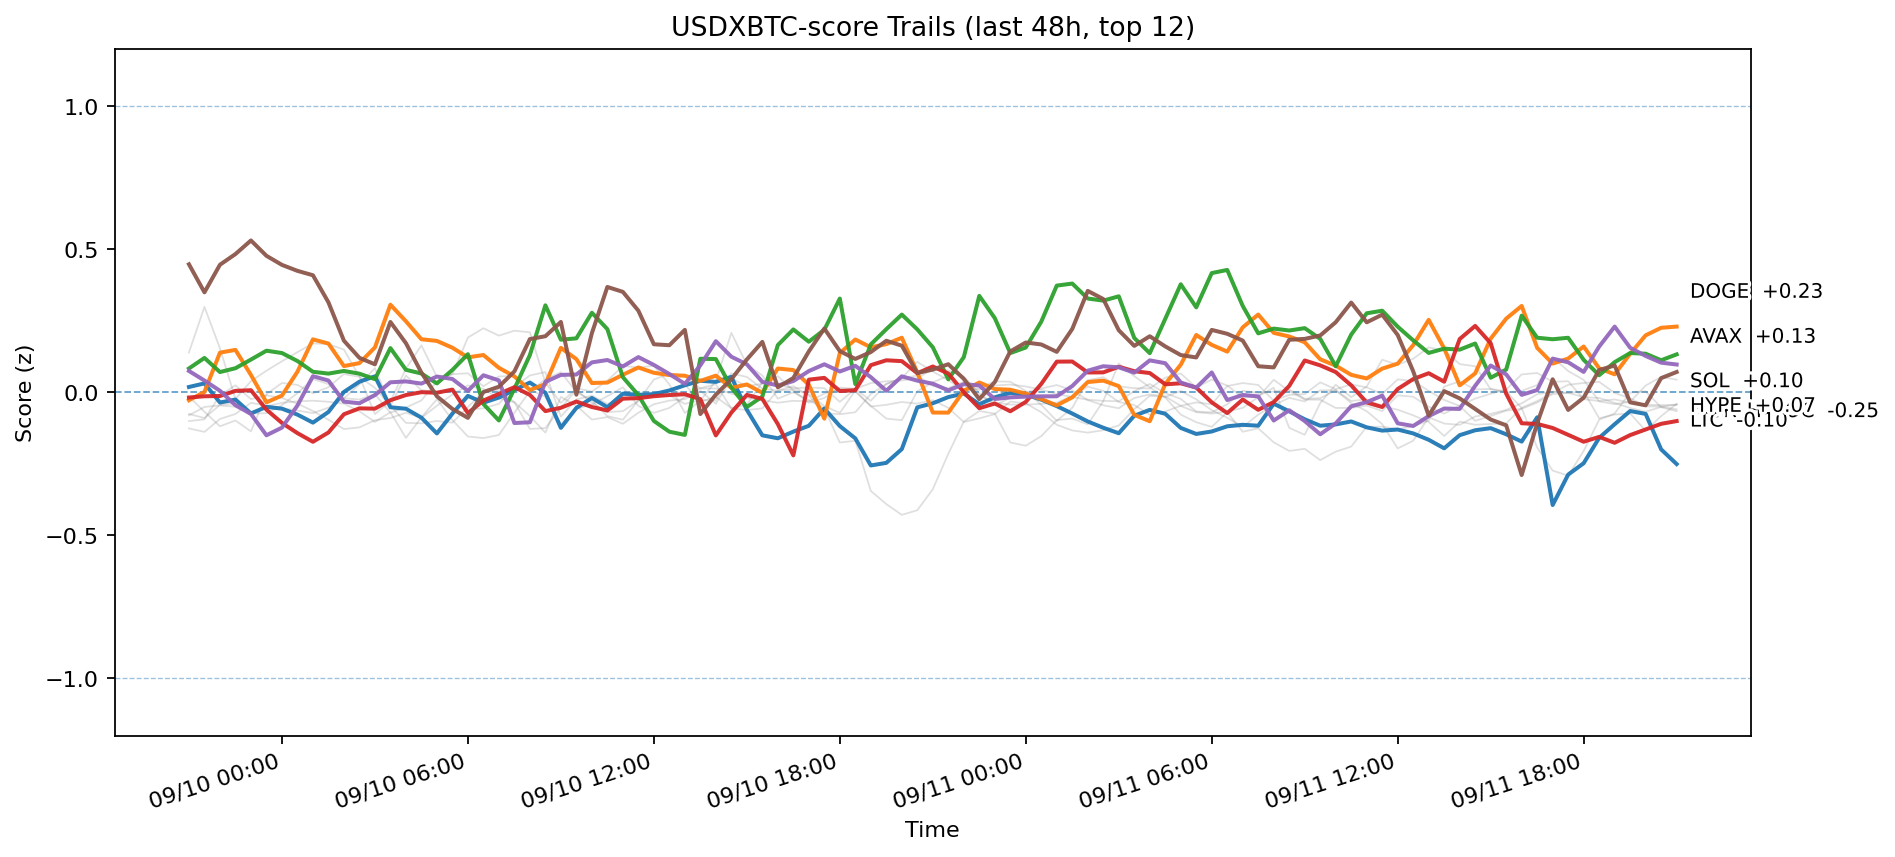 USDXBTC-score Trails (last 48h, top 12)
Score (z)
1.0
0.5
0.0
−0.5
−1.0
DOGE +0.23
AVAX +0.13
SOL +0.10
HYPE +0.07
-0.25
LTC -0.10
09/10 00:00
09/10 06:00
09/10 12:00
09/10 18:00
09/11 00:00
09/11 06:00
09/11 12:00
09/11 18:00
Time